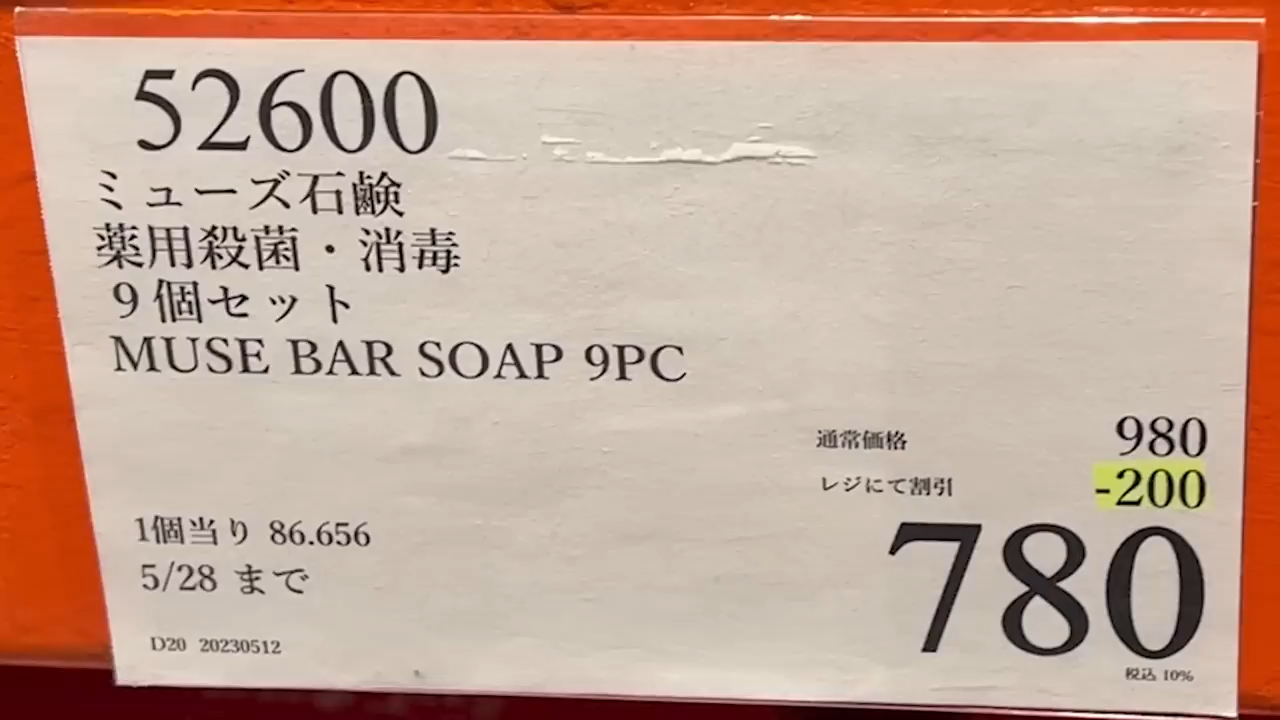 52600
ミューズ石鹸
薬用殺菌・消毒
９個セット
MUSE BAR SOAP 9PC
通常価格 980
レジにて割引 -200
780
税込 10%
1個当り 86.656
5/28 まで
D20 20230512